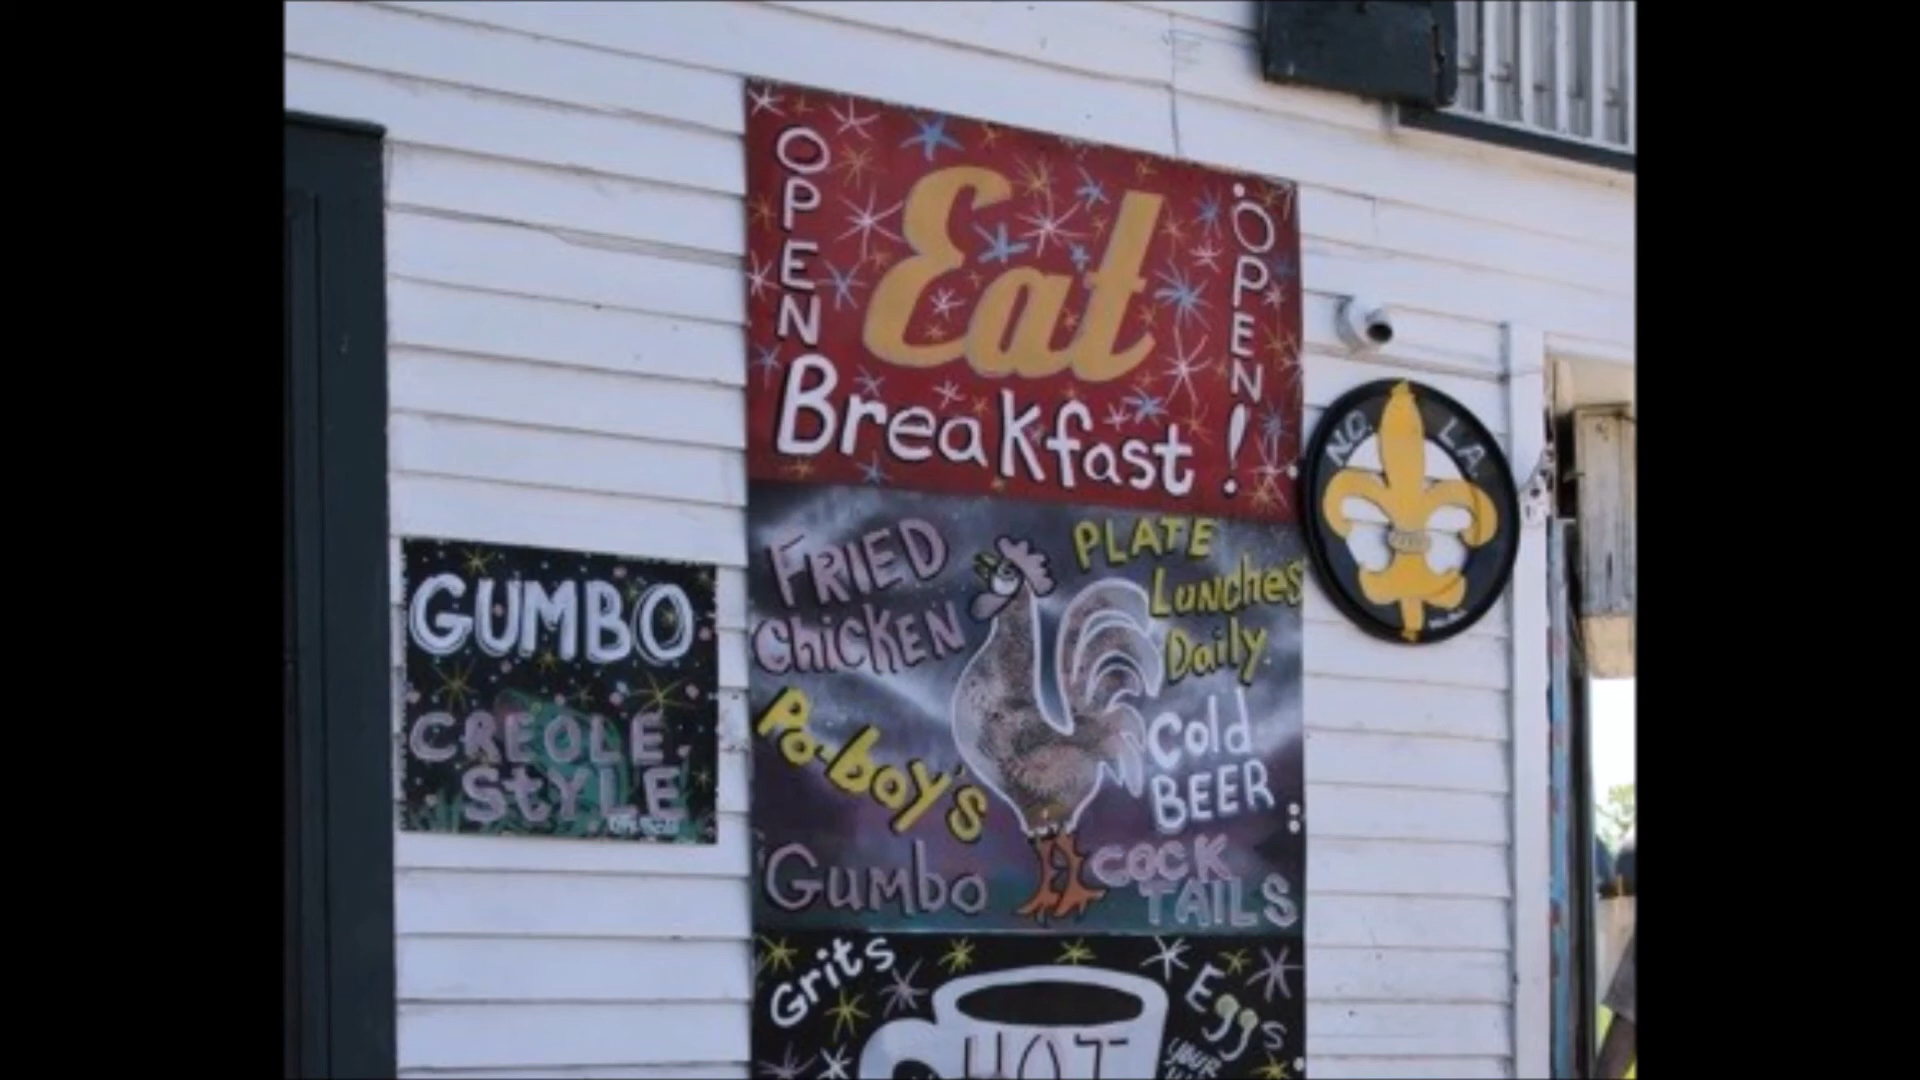 OPEN
Eat
OPEN!
Breakfast
N.O. LA.
GUMBO
CREOLE
STYLE
FRIED
ChicKEN
PLATE
LUNChes
Daily
Po-boy's
Cold
BEER
Gumbo
COCK
TAILS
Grits
Eggs
YOUR
HOT